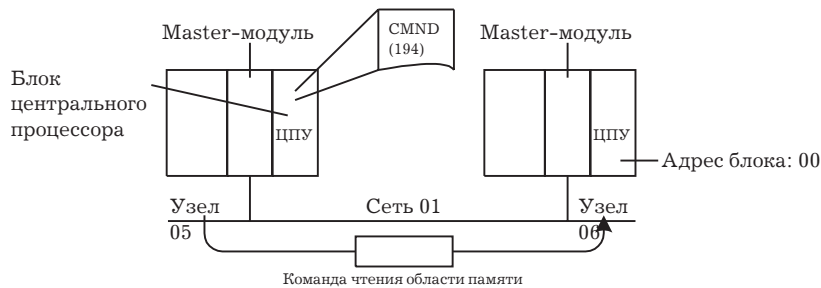 Master-модуль
CMND
(194)
Master-модуль
Блок
центрального
процессора
ЦПУ
ЦПУ
Адрес блока: 00
Узел
05
Сеть 01
Узел
06
Команда чтения области памяти